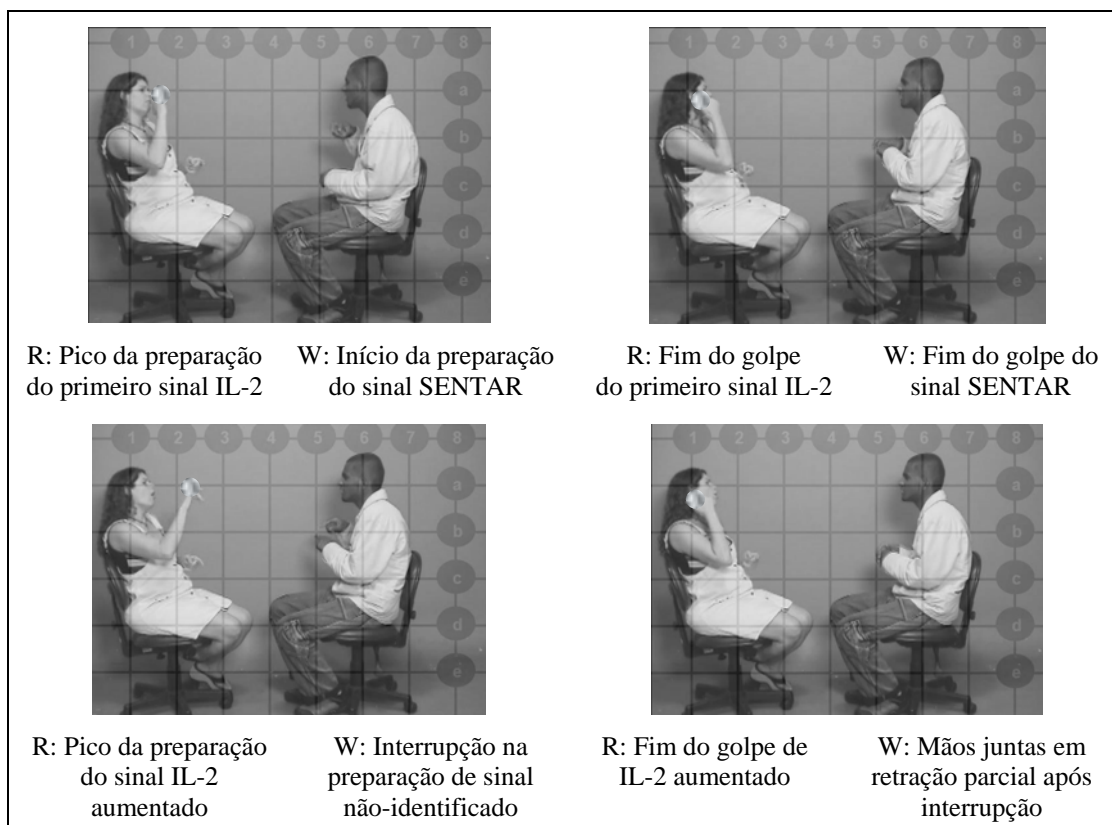 1 2 3 4 5 6 7 8
a
b
c
d
e
1 2 3 4 5 6 7 8
a
b
c
d
e
R: Pico da preparação
do primeiro sinal IL-2
W: Início da preparação
do sinal SENTAR
R: Fim do golpe
do primeiro sinal IL-2
W: Fim do golpe do
sinal SENTAR
1 2 3 4 5 6 7 8
a
b
c
d
e
1 2 3 4 5 6 7 8
a
b
c
d
e
R: Pico da preparação
do sinal IL-2
aumentado
W: Interrupção na
preparação de sinal
não-identificado
R: Fim do golpe de
IL-2 aumentado
W: Mãos juntas em
retração parcial após
interrupção